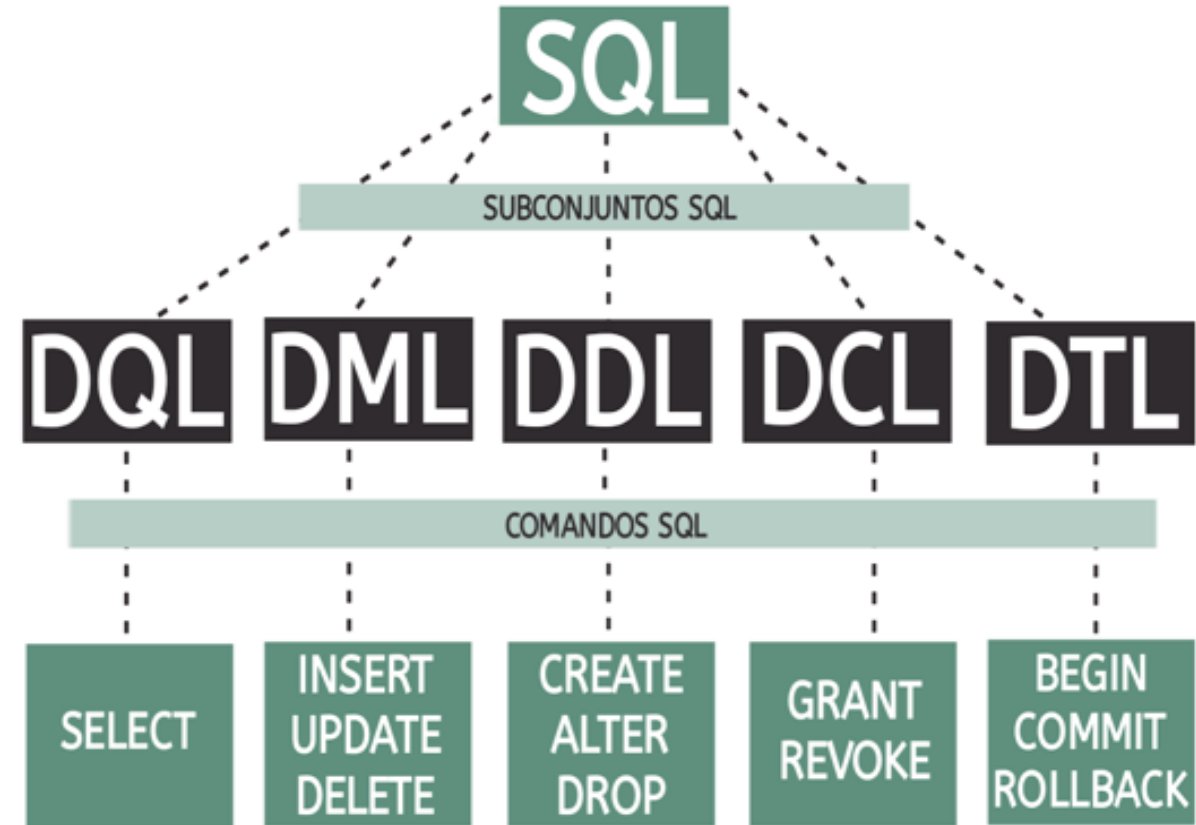 SQL
SUBCONJUNTOS SQL
DQL
DML
DDL
DCL
DTL
COMANDOS SQL
SELECT
INSERT
UPDATE
DELETE
CREATE
ALTER
DROP
GRANT
REVOKE
BEGIN
COMMIT
ROLLBACK